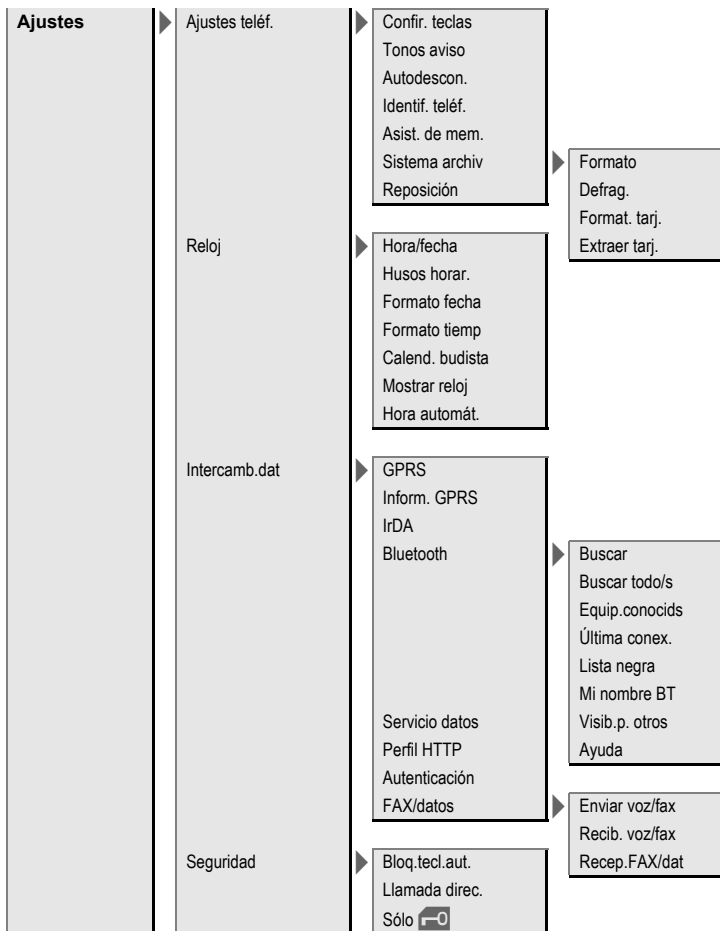 Ajustes
Ajustes teléf.
Confir. teclas
Tonos aviso
Autodescon.
Identif. teléf.
Asist. de mem.
Sistema archiv
Formato
Defrag.
Format. tarj.
Extraer tarj.
Reposición
Reloj
Hora/fecha
Husos horar.
Formato fecha
Formato tiemp
Calend. budista
Mostrar reloj
Hora automát.
Intercamb.dat
GPRS
Inform. GPRS
IrDA
Bluetooth
Buscar
Buscar todo/s
Equip.conocids
Última conex.
Lista negra
Mi nombre BT
Visib.p. otros
Ayuda
Servicio datos
Perfil HTTP
Autenticación
FAX/datos
Enviar voz/fax
Recib. voz/fax
Recep.FAX/dat
Seguridad
Bloq.tecl.aut.
Llamada direc.
Sólo